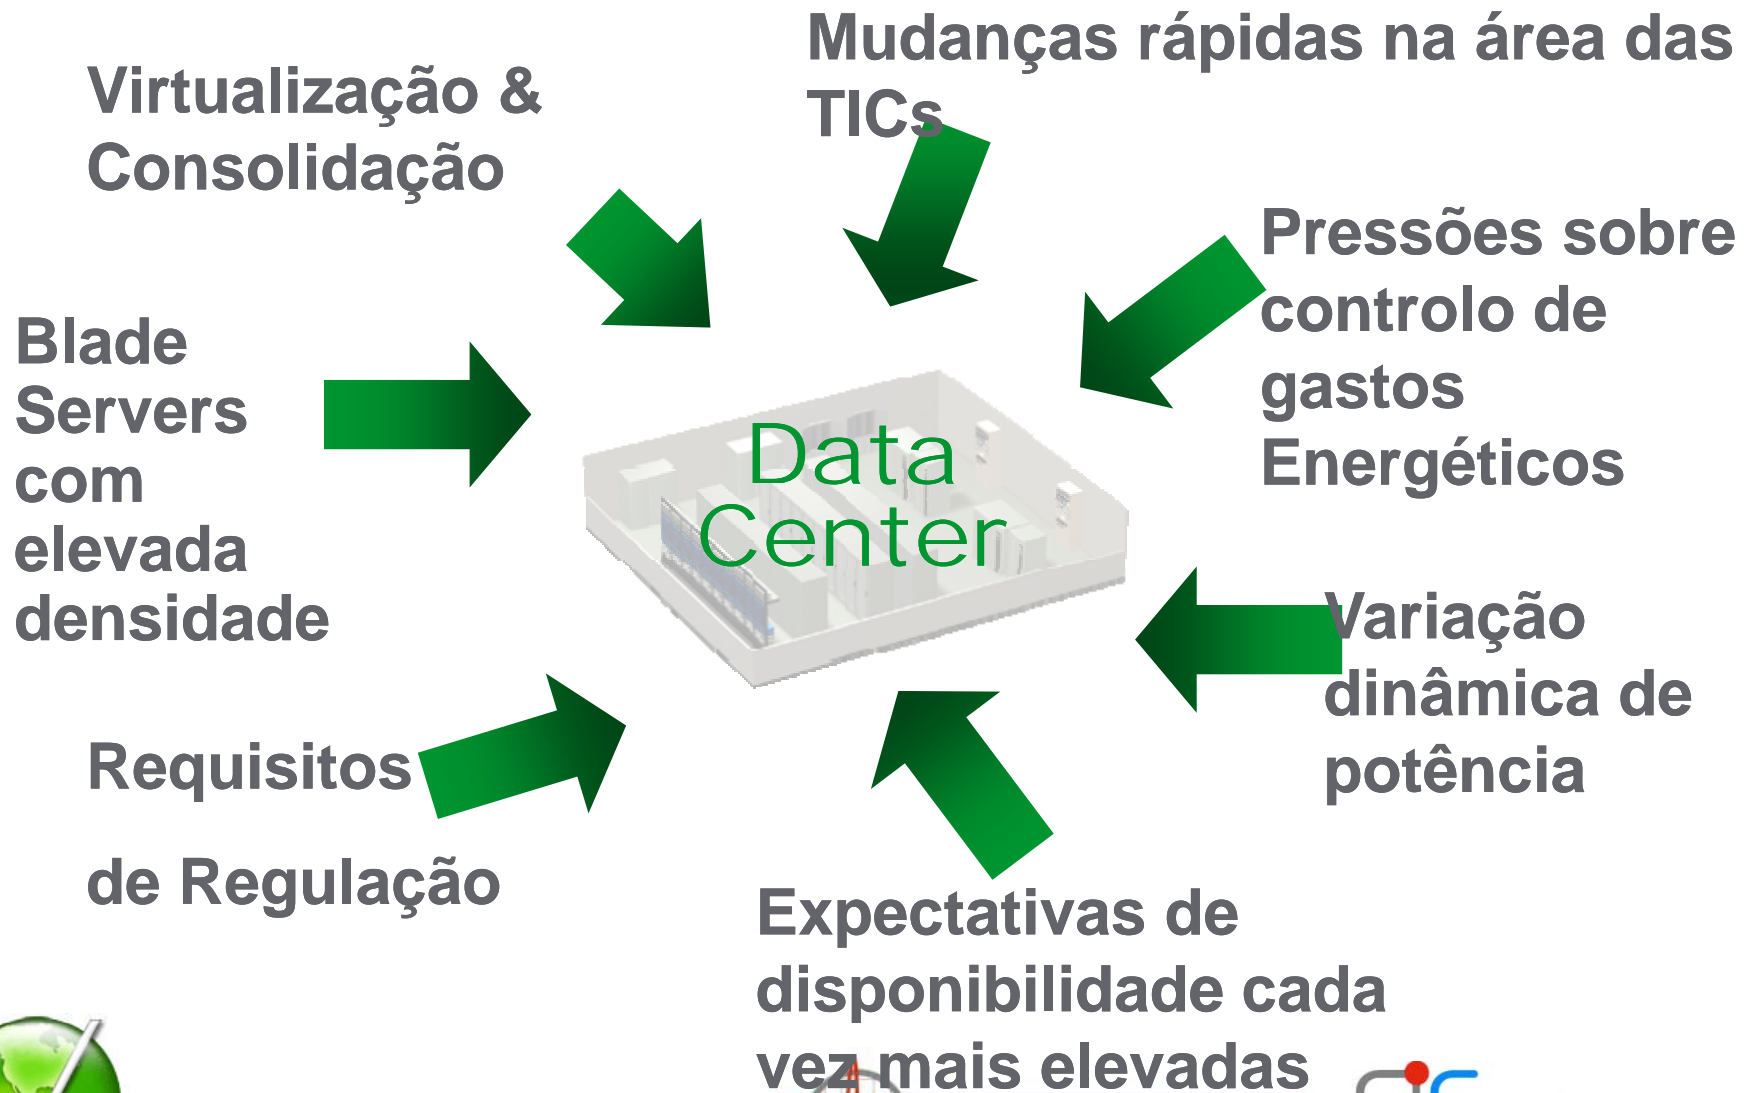 Mudanças rápidas na área das
TICs
Virtualização &
Consolidação
Pressões sobre
controlo de
gastos
Energéticos
Blade
Servers
com
elevada
densidade
Data
Center
Variação
dinâmica de
potência
Requisitos
de Regulação
Expectativas de
disponibilidade cada
vez mais elevadas